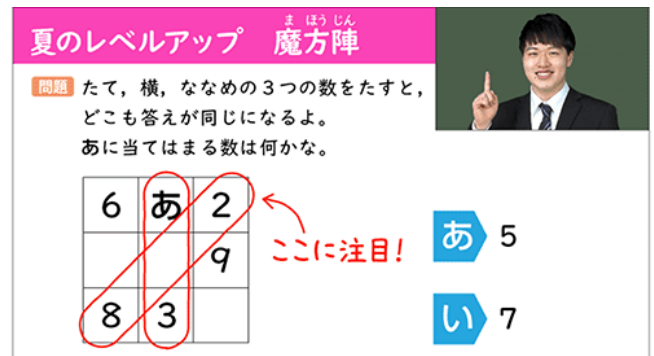 夏のレベルアップ 魔方陣
ま ほう じん
問題 たて，横，ななめの３つの数をたすと，
どこも答えが同じになるよ。
あに当てはまる数は何かな。
6 あ 2
9
8 3
ここに注目！
あ 5
い 7